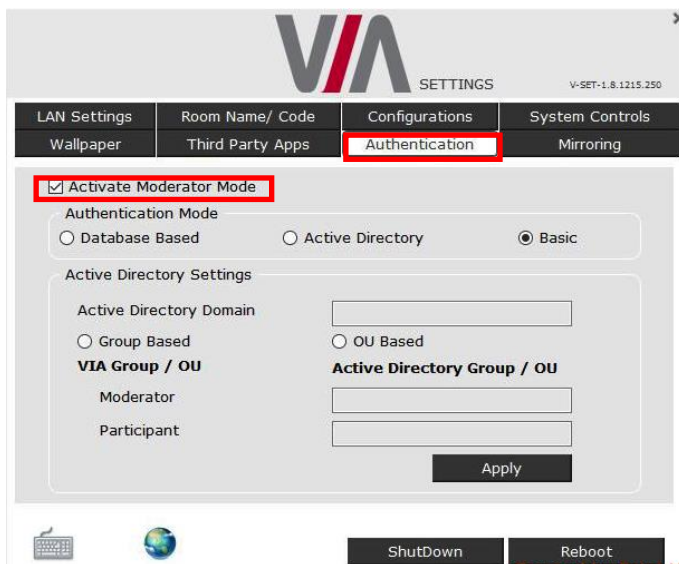 VIA
SETTINGS
V-SET-1.8.1215.250
LAN Settings Room Name/ Code Configurations System Controls
Wallpaper Third Party Apps Authentication Mirroring
Activate Moderator Mode
Authentication Mode
Database Based Active Directory Basic
Active Directory Settings
Active Directory Domain
Group Based OU Based
VIA Group / OU Active Directory Group / OU
Moderator
Participant
Apply
ShutDown Reboot